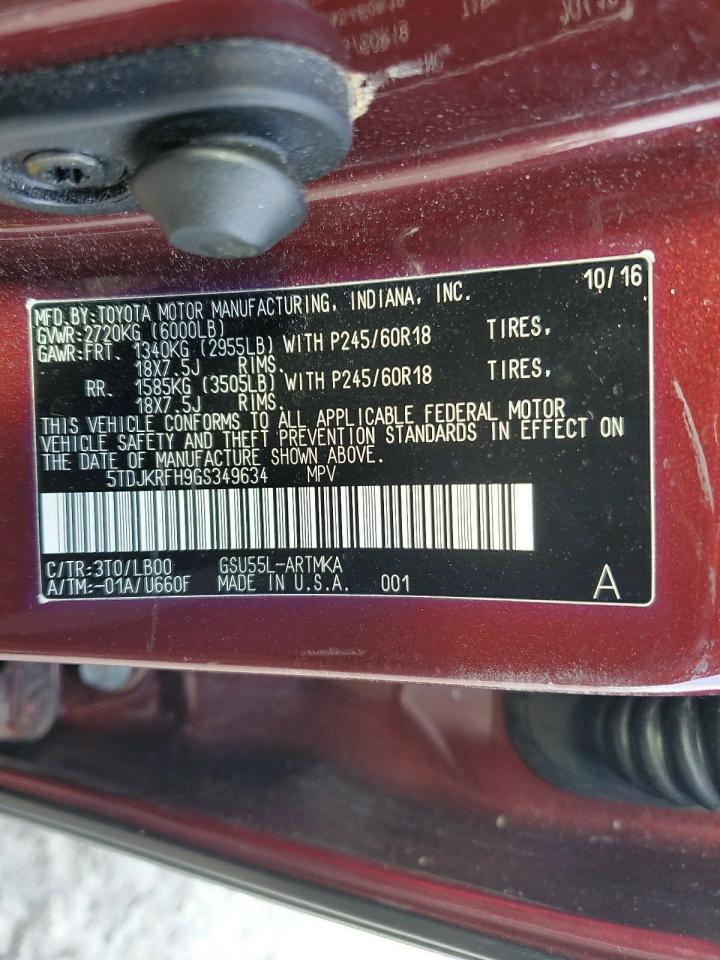 10/16
MFD. BY: TOYOTA MOTOR MANUFACTURING, INDIANA, INC.
GVWR: 2720KG (6000LB)
GAWR: FRT. 1340KG (2955LB) WITH P245/60R18 TIRES,
18X7.5J RIMS.
RR. 1585KG (3505LB) WITH P245/60R18 TIRES,
18X7.5J RIMS.
THIS VEHICLE CONFORMS TO ALL APPLICABLE FEDERAL MOTOR
VEHICLE SAFETY AND THEFT PREVENTION STANDARDS IN EFFECT ON
THE DATE OF MANUFACTURE SHOWN ABOVE.
5TDJKRFH9GS349634 MPV
C/TR: 3T0/LB00 GSU55L-ARTMKA
A/TM: -01A/U660F MADE IN U.S.A. 001
A